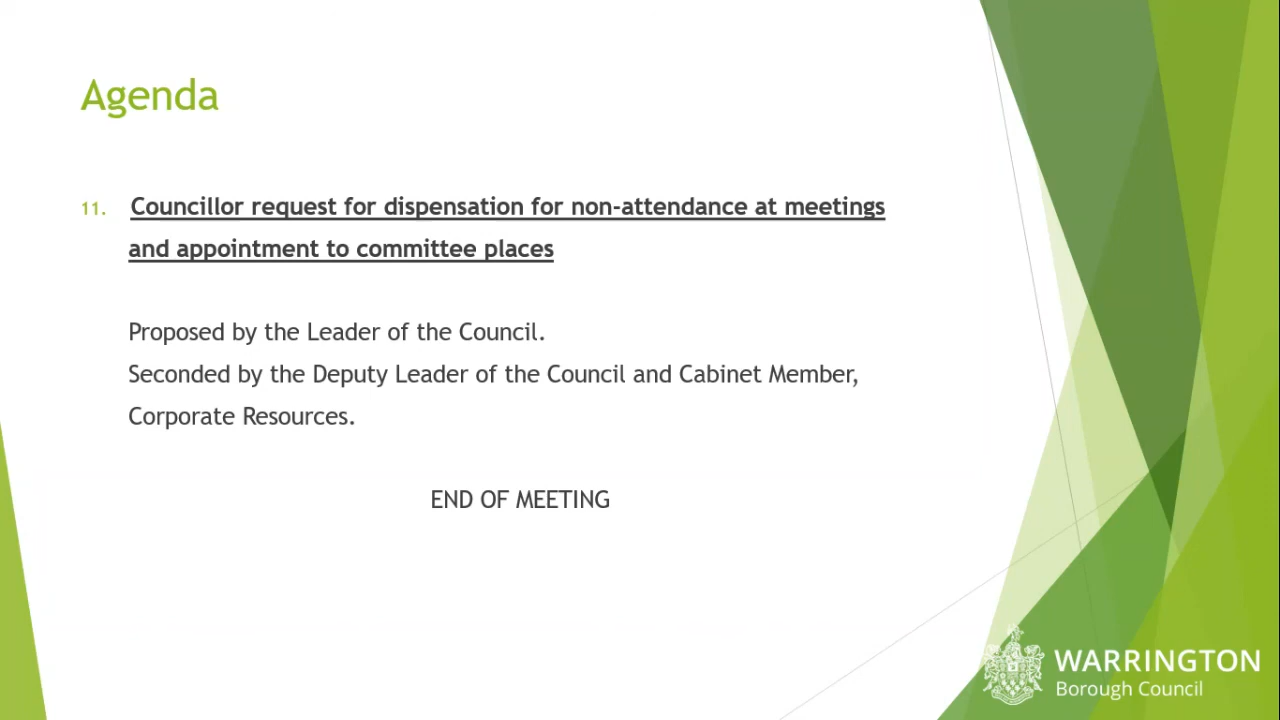 Agenda
11. Councillor request for dispensation for non-attendance at meetings
and appointment to committee places
Proposed by the Leader of the Council.
Seconded by the Deputy Leader of the Council and Cabinet Member,
Corporate Resources.
END OF MEETING
WARRINGTON
Borough Council